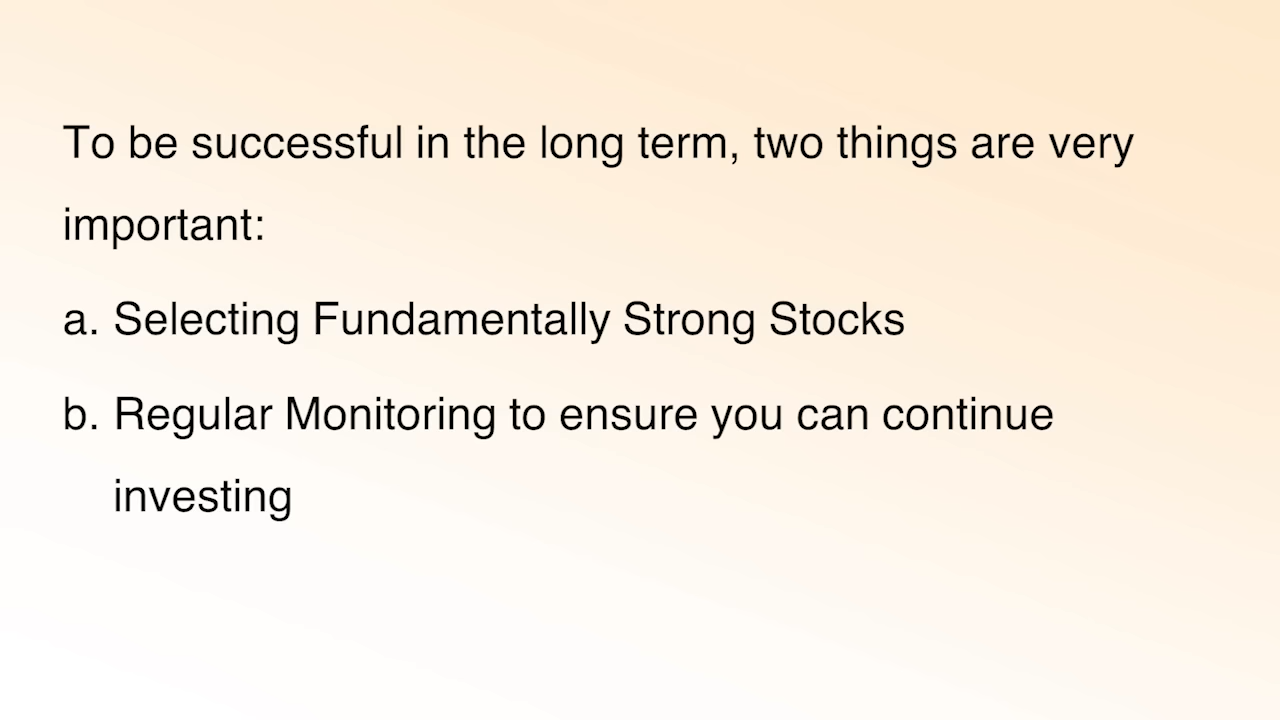 To be successful in the long term, two things are very
important:
a. Selecting Fundamentally Strong Stocks
b. Regular Monitoring to ensure you can continue
investing